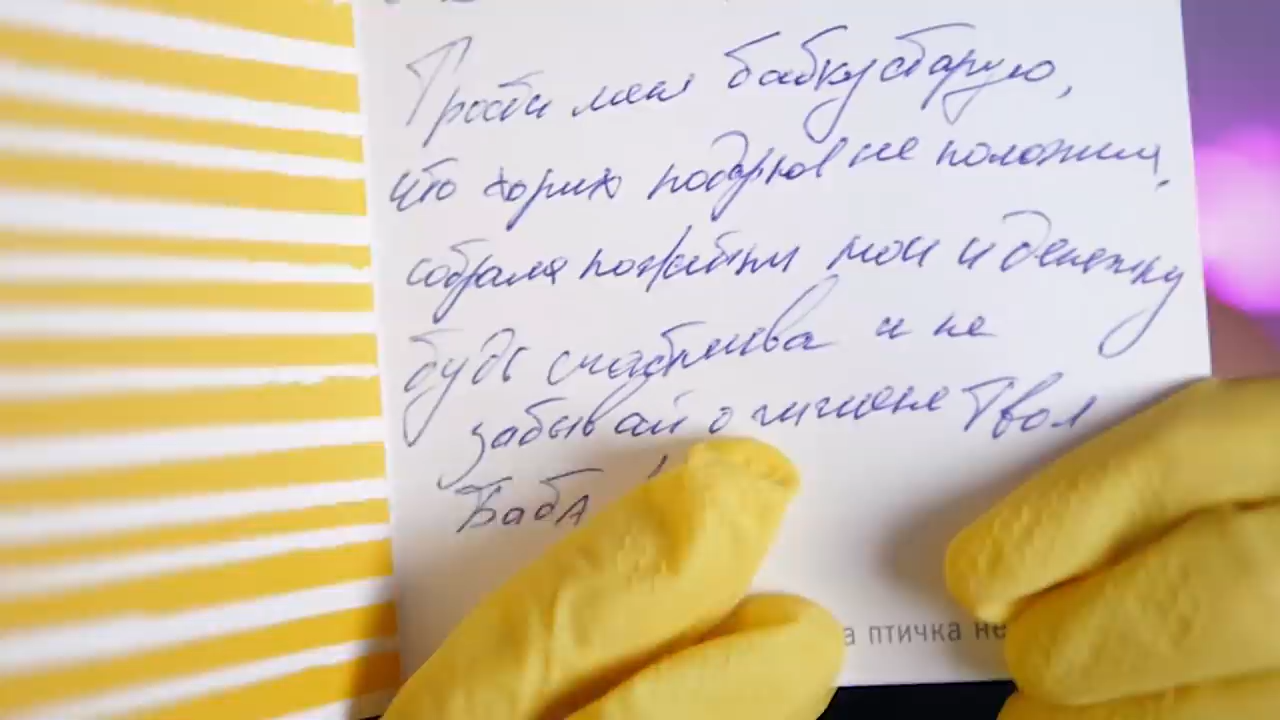 Прости меня бабку старую,
что подарков не положила,
собрала пожитки мои и денежку
будь счастлива и не
забывай о гигиене Твоя
Баба
а птичка не